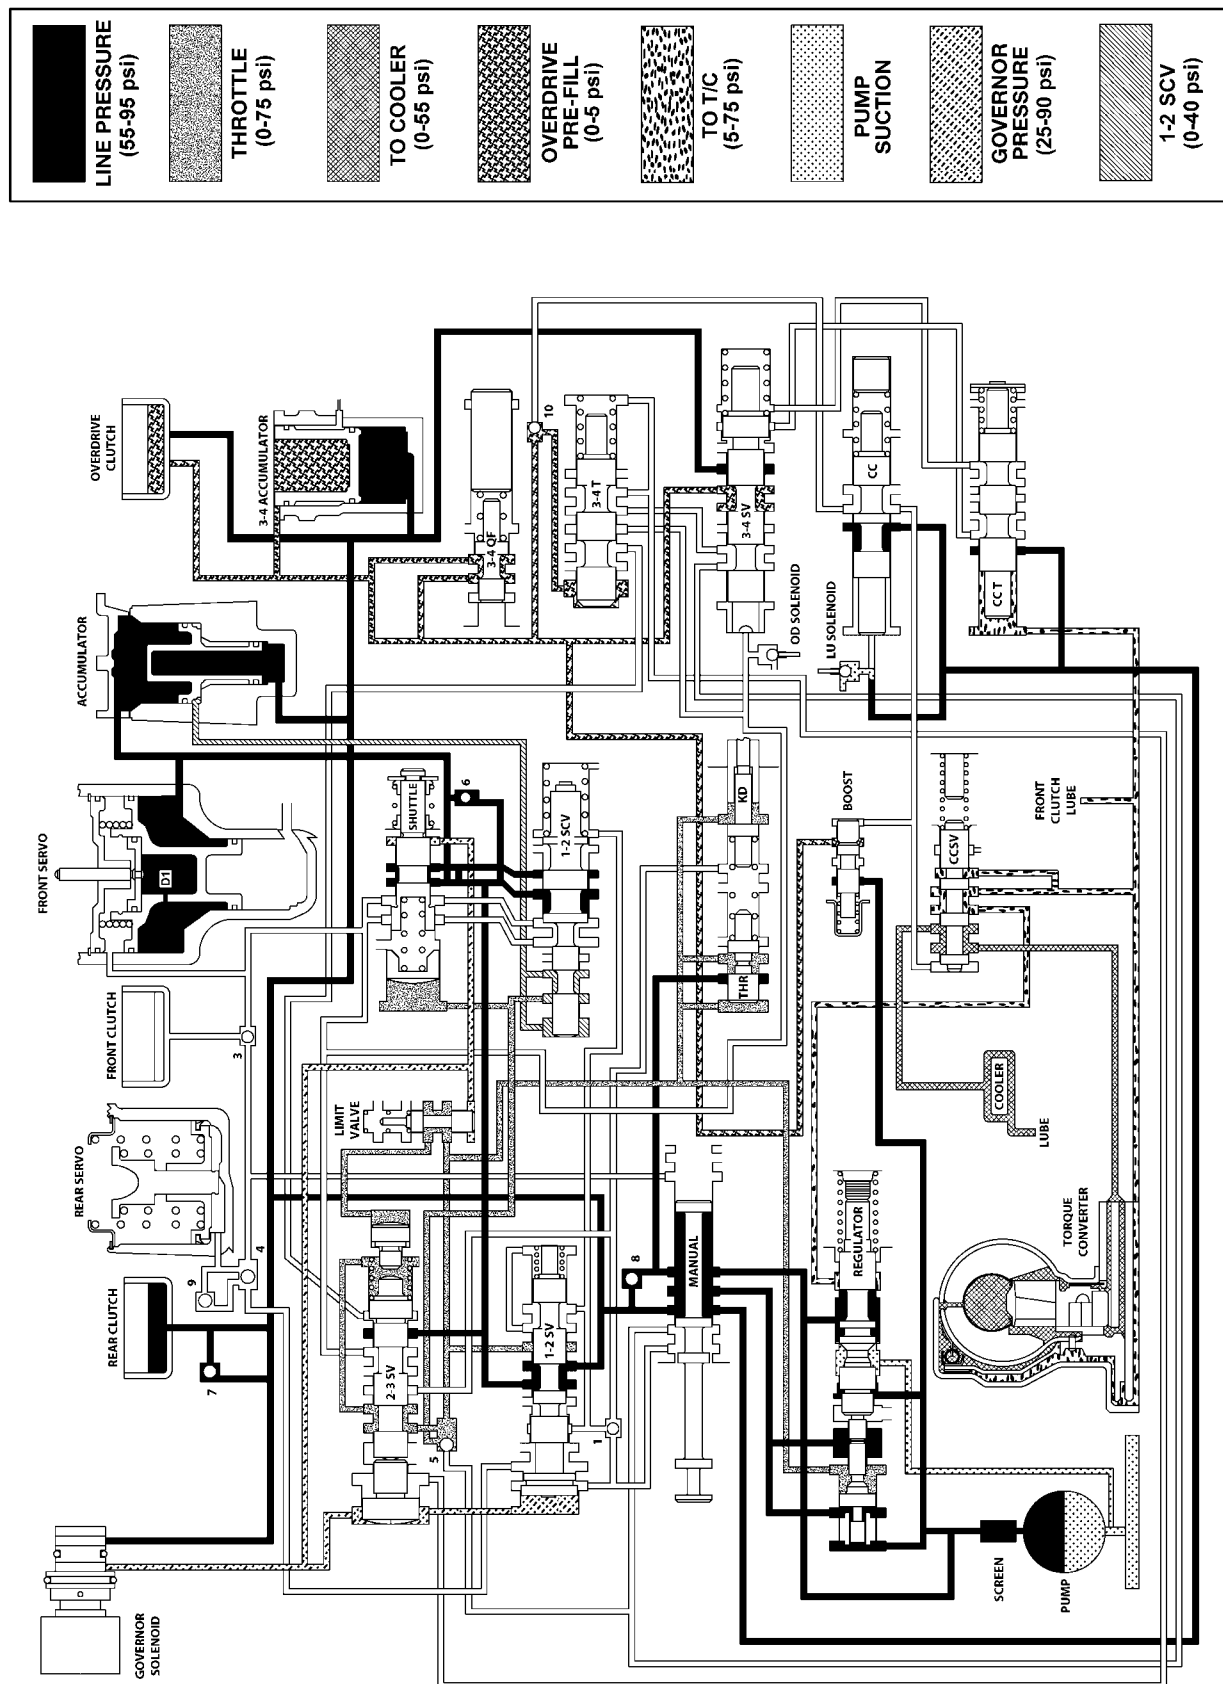 LINE PRESSURE
(55-95 psi)
THROTTLE
(0-75 psi)
TO COOLER
(0-55 psi)
OVERDRIVE
PRE-FILL
(0-5 psi)
TO T/C
(5-75 psi)
PUMP
SUCTION
GOVERNOR
PRESSURE
(25-90 psi)
1-2 SCV
(0-40 psi)
OVERDRIVE
CLUTCH
3-4 ACCUMULATOR
3-4 QF
10
3-4 T
3-4 SV
CC
CC T
OD SOLENOID
LU SOLENOID
ACCUMULATOR
FRONT SERVO
D1
SHUTTLE
6
1-2 SCV
KD
THR
BOOST
CCSV
FRONT
CLUTCH
LUBE
FRONT CLUTCH
3
LIMIT
VALVE
COOLER
LUBE
REAR SERVO
4
9
REAR CLUTCH
7
2-3 SV
5
1-2 SV
1
8
MANUAL
REGULATOR
TORQUE
CONVERTER
GOVERNOR
SOLENOID
SCREEN
PUMP